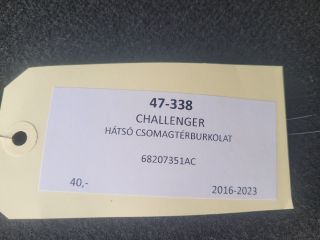 47-338
CHALLENGER
HÁTSÓ CSOMAGTÉRBURKOLAT
68207351AC
40,- 2016-2023